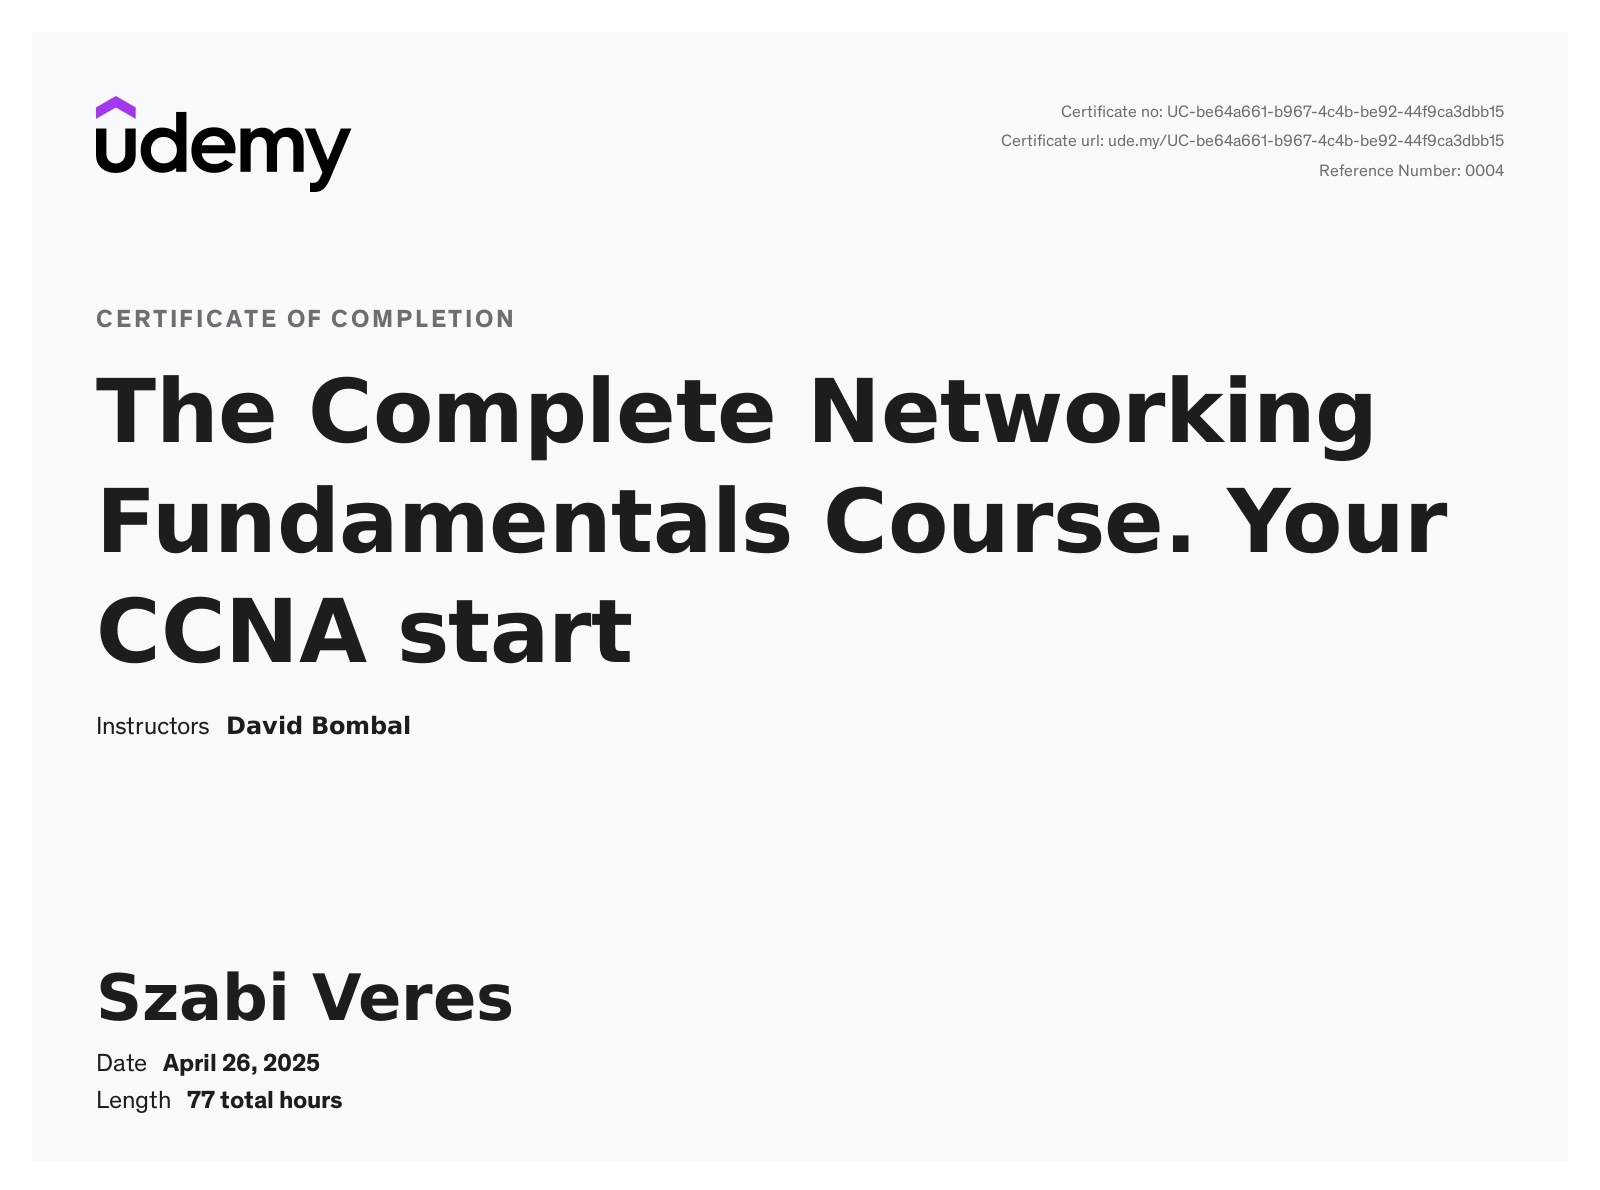 udemy
Certificate no: UC-be64a661-b967-4c4b-be92-44f9ca3dbb15
Certificate url: ude.my/UC-be64a661-b967-4c4b-be92-44f9ca3dbb15
Reference Number: 0004
CERTIFICATE OF COMPLETION
The Complete Networking
Fundamentals Course. Your
CCNA start
Instructors David Bombal
Szabi Veres
Date April 26, 2025
Length 77 total hours